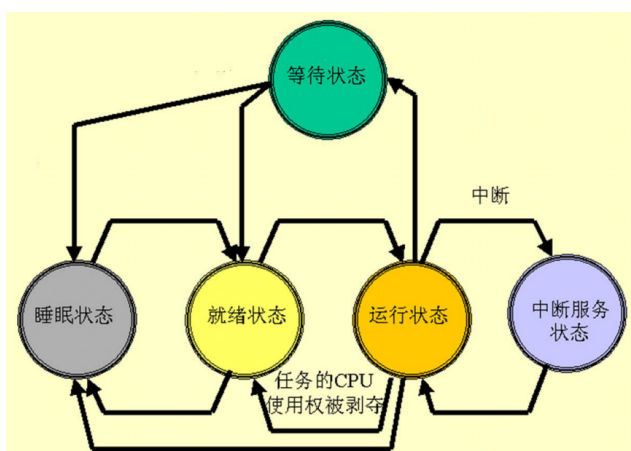 等待状态
中断
睡眠状态
就绪状态
运行状态
中断服务
状态
任务的CPU
使用权被剥夺